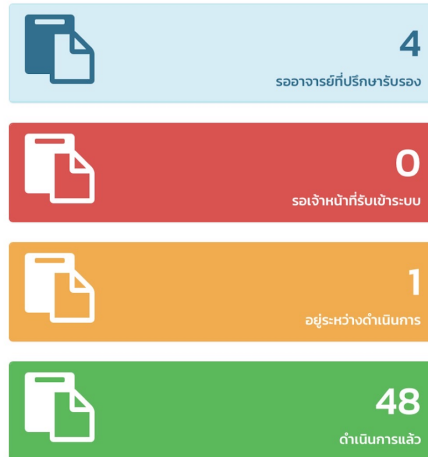 4
รออาจารย์ที่ปรึกษารับรอง
0
รอเจ้าหน้าที่รับเข้าระบบ
1
อยู่ระหว่างดำเนินการ
48
ดำเนินการแล้ว